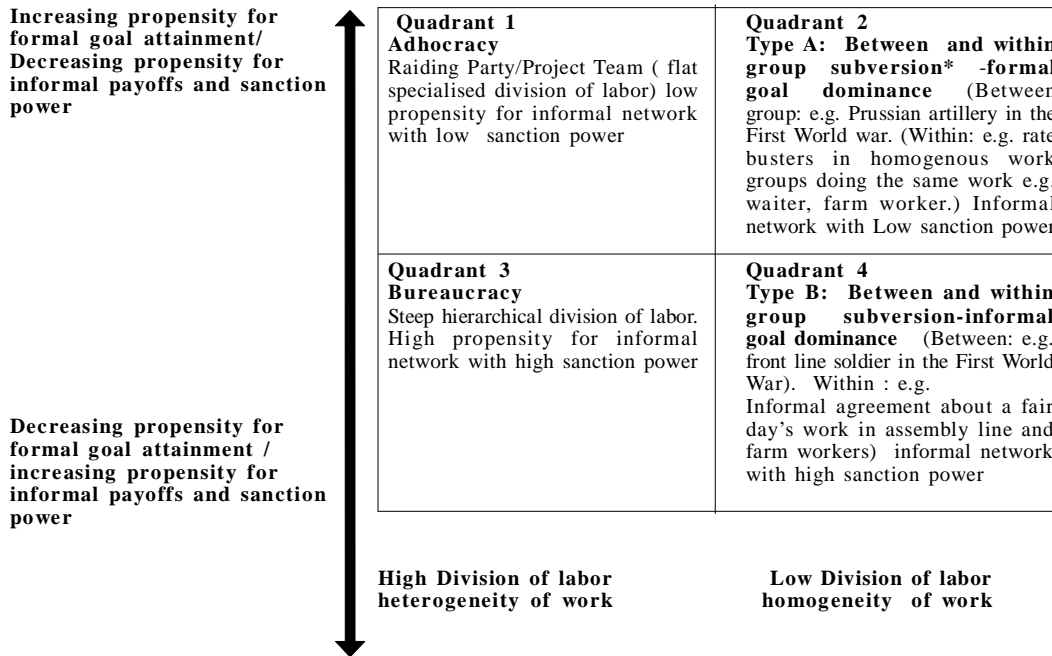 Increasing propensity for
formal goal attainment/
Decreasing propensity for
informal payoffs and sanction
power
Quadrant 1
Adhocracy
Raiding Party/Project Team ( flat
specialised division of labor) low
propensity for informal network
with low sanction power
Quadrant 2
Type A: Between and within
group subversion* -formal
goal dominance (Between
group: e.g. Prussian artillery in the
First World war. (Within: e.g. rate
busters in homogenous work
groups doing the same work e.g.
waiter, farm worker.) Informal
network with Low sanction power
Quadrant 3
Bureaucracy
Steep hierarchical division of labor.
High propensity for informal
network with high sanction power
Quadrant 4
Type B: Between and within
group subversion-informal
goal dominance (Between: e.g.
front line soldier in the First World
War). Within : e.g.
Informal agreement about a fair
day's work in assembly line and
farm workers) informal network
with high sanction power
Decreasing propensity for
formal goal attainment /
increasing propensity for
informal payoffs and sanction
power
High Division of labor
heterogeneity of work
Low Division of labor
homogeneity of work